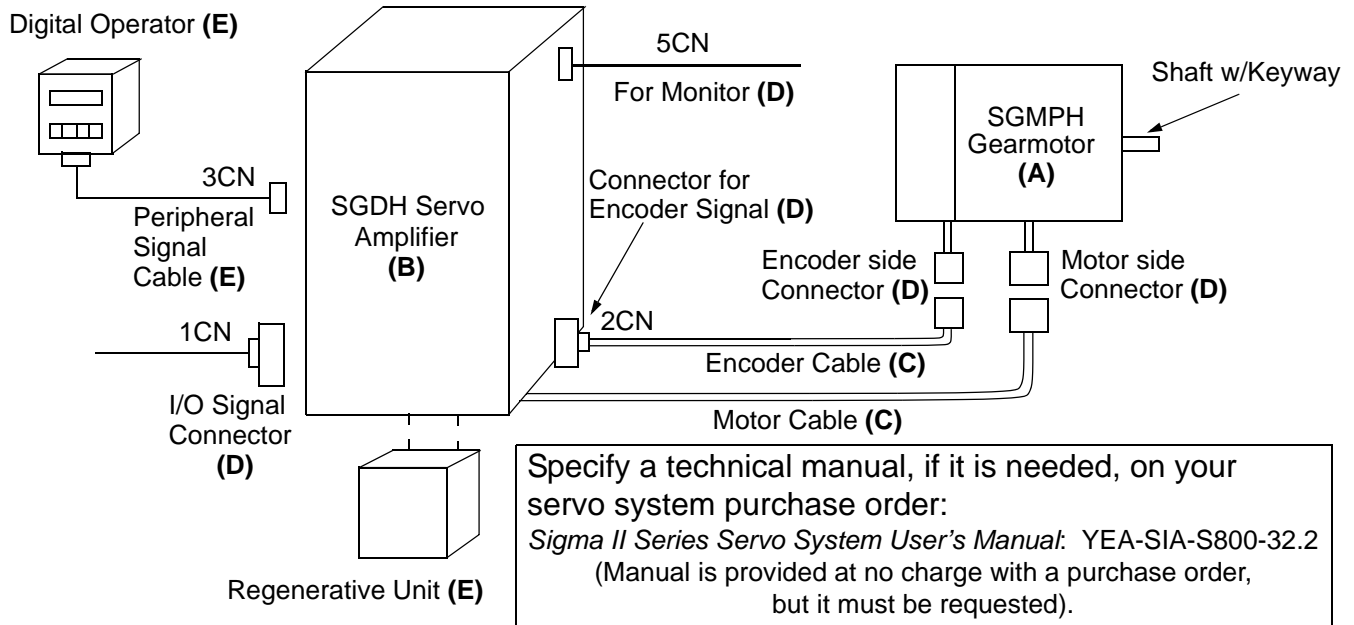 Digital Operator (E)
3CN
Peripheral
Signal
Cable (E)
1CN
I/O Signal
Connector
(D)
SGDH Servo
Amplifier
(B)
Regenerative Unit (E)
5CN
For Monitor (D)
Connector for
Encoder Signal (D)
2CN
Encoder Cable (C)
Motor Cable (C)
SGMPH
Gearmotor
(A)
Shaft w/Keyway
Encoder side
Connector (D)
Motor side
Connector (D)
Specify a technical manual, if it is needed, on your
servo system purchase order:
Sigma II Series Servo System User's Manual: YEA-SIA-S800-32.2
(Manual is provided at no charge with a purchase order,
but it must be requested).